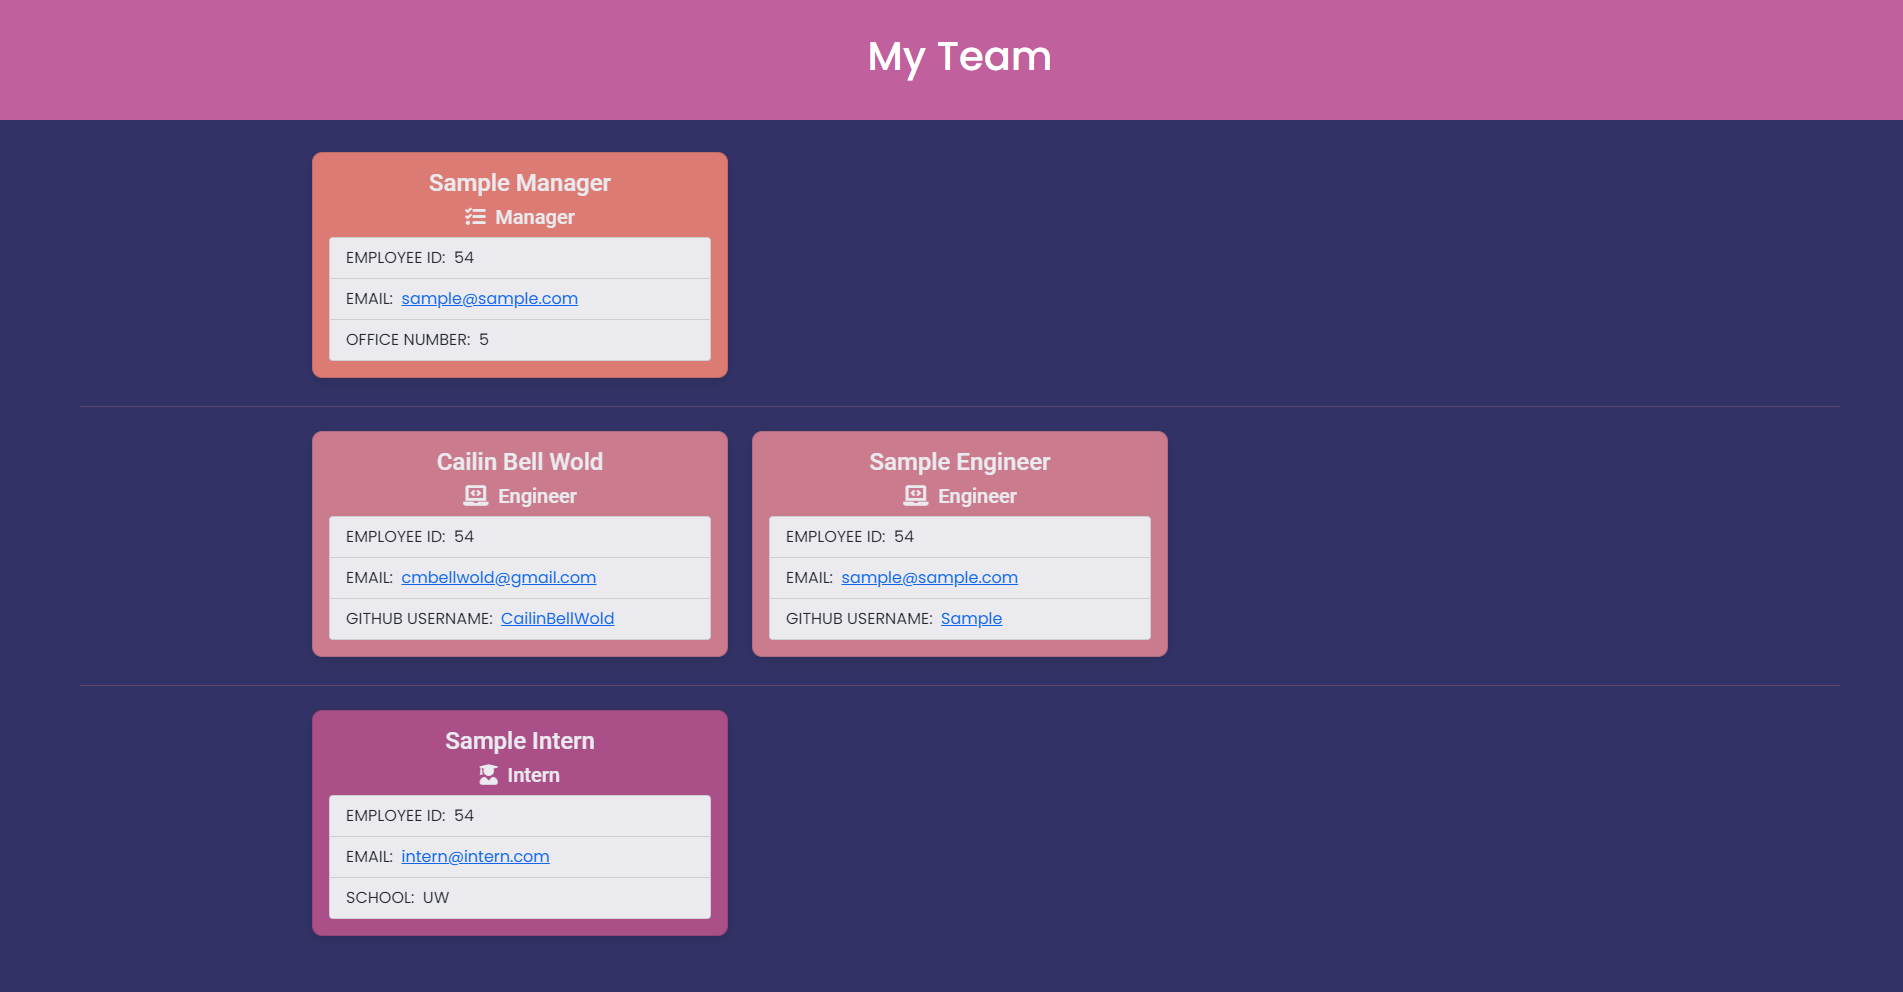 My Team
Sample Manager
Manager
EMPLOYEE ID: 54
EMAIL: sample@sample.com
OFFICE NUMBER: 5
Cailin Bell Wold
Engineer
EMPLOYEE ID: 54
EMAIL: cmbellwold@gmail.com
GITHUB USERNAME: CailinBellWold
Sample Engineer
Engineer
EMPLOYEE ID: 54
EMAIL: sample@sample.com
GITHUB USERNAME: Sample
Sample Intern
Intern
EMPLOYEE ID: 54
EMAIL: intern@intern.com
SCHOOL: UW